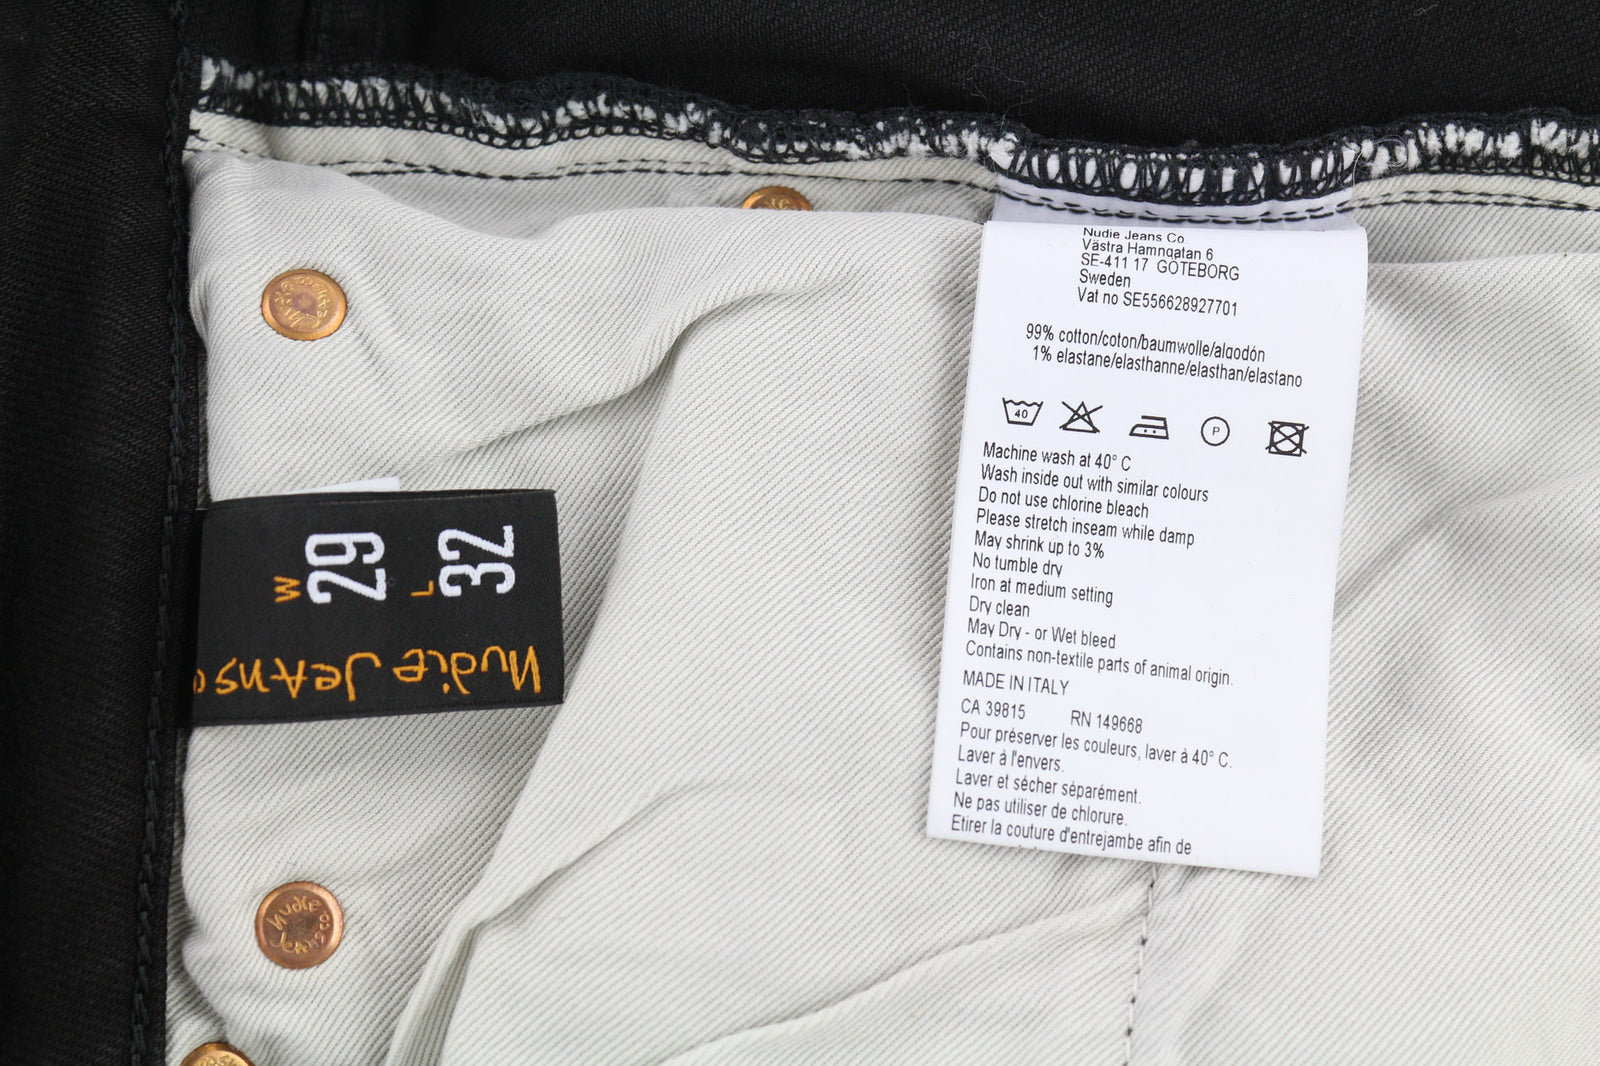 Nudie Jeans Co.
Västra Hamngatan 6
SE-411 17 GÖTEBORG
Sweden
Vat no SE556628927701
99% cotton/coton/baumwolle/algodón
1% elastane/elasthanne/elasthan/elastano
40
P
Machine wash at 40° C
Wash inside out with similar colours
Do not use chlorine bleach
Please stretch inseam while damp
May shrink up to 3%
No tumble dry
Iron at medium setting
Dry clean
May Dry - or Wet bleed
Contains non-textile parts of animal origin.
MADE IN ITALY
CA 39815 RN 149668
Pour préserver les couleurs, laver à 40° C.
Laver à l'envers.
Laver et sécher séparément.
Ne pas utiliser de chlorure.
Etirer la couture d'entrejambe afin de
W 29
L 32
Nudie Jeans
Nudie
Jeans co